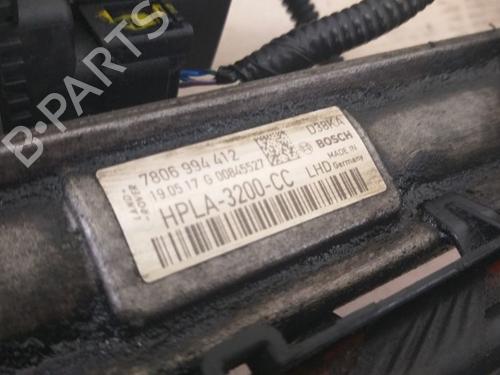 B-PARTS
D38KA
7806 994 412
BOSCH
19 05 17 G 00845527
MADE IN
Germany
LAND-
-ROVER
HPLA-3200-CC
LHD